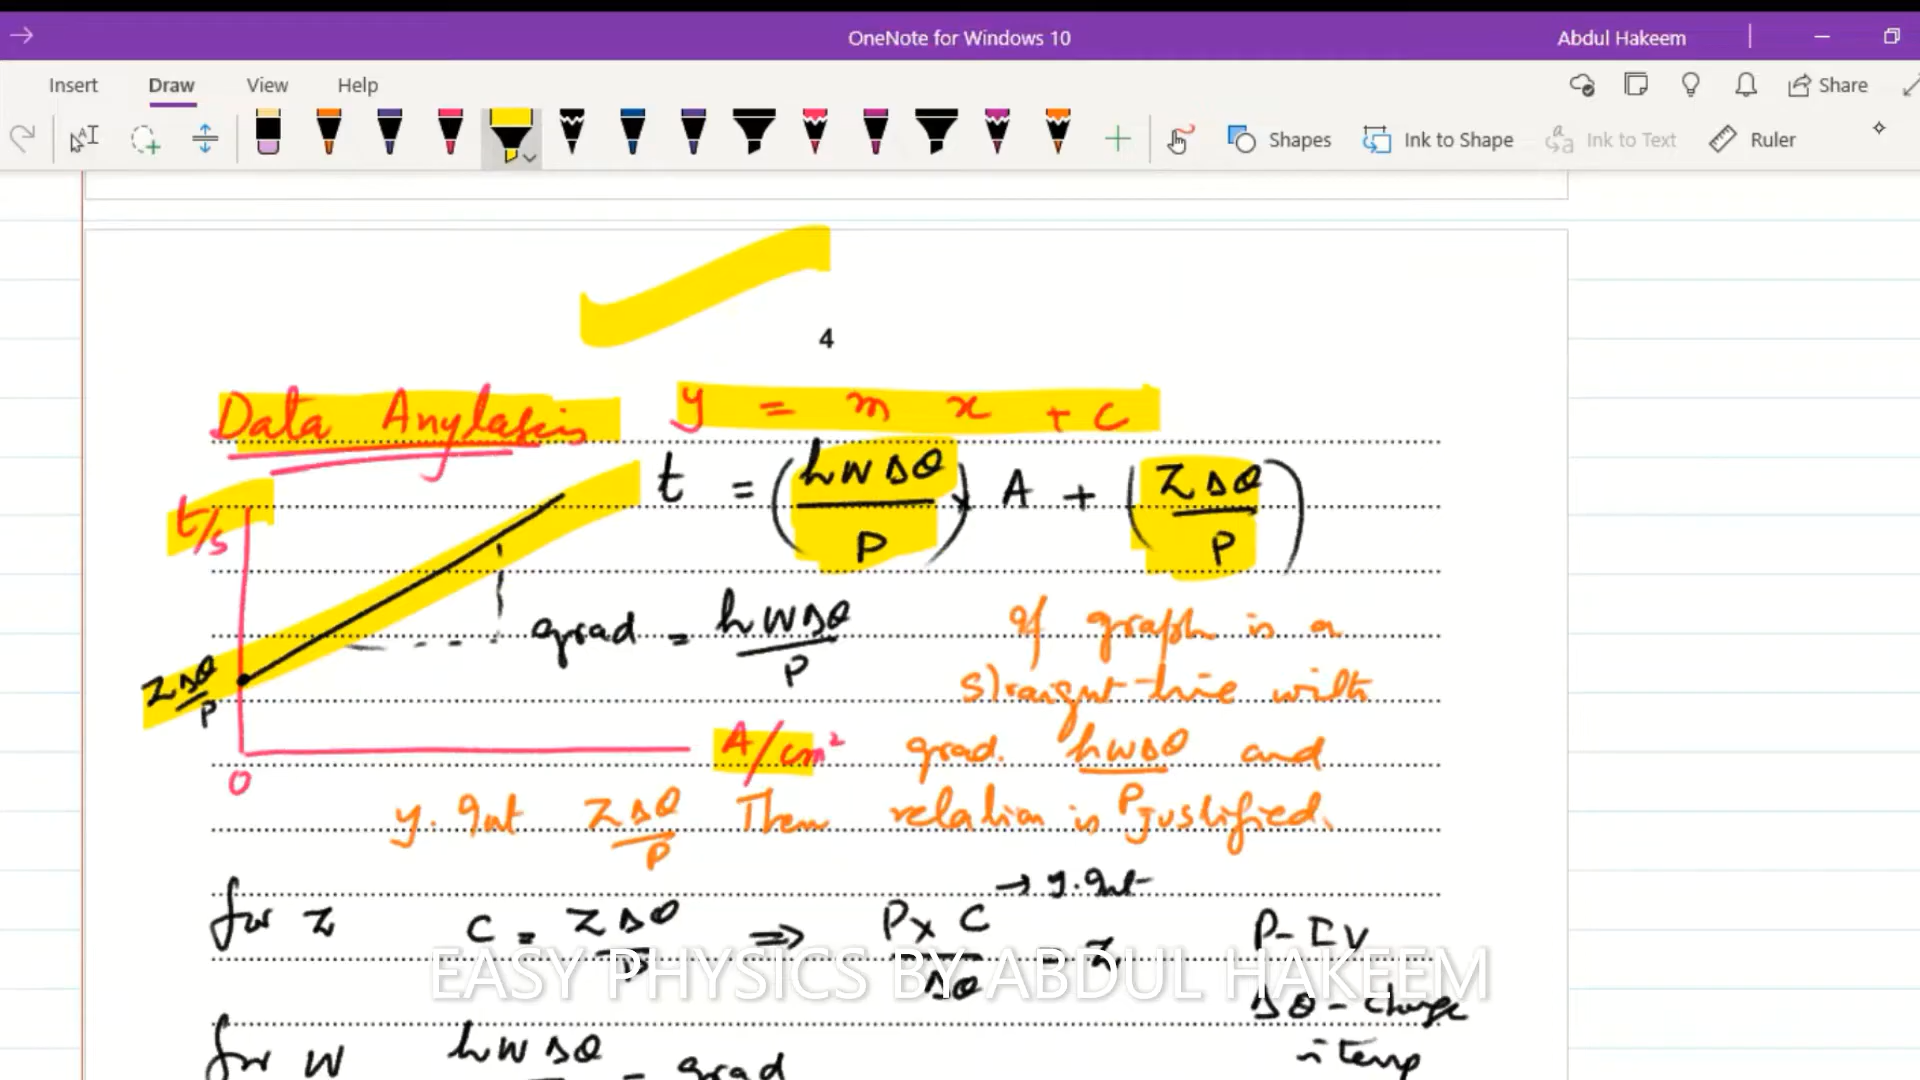 OneNote for Windows 10
Abdul Hakeem
Insert Draw View Help
Share
Shapes Ink to Shape Ink to Text Ruler
4
Data Anylasis y = m x + c
t/s
t = (hWΔθ/P) A + (ZΔθ/P)
grad = hWΔθ/P
If graph is a
straight line with
ZΔθ/P
A/cm² grad. hWΔθ/P and
0
y. Int ZΔθ/P Then relation is justified.
→ y. Int
for Z C = ZΔθ/P ⇒ P x C/Δθ = Z P - IV
EASY PHYSICS BY ABDUL HAKEEM
Δθ - change
in temp
for W hWΔθ = grad